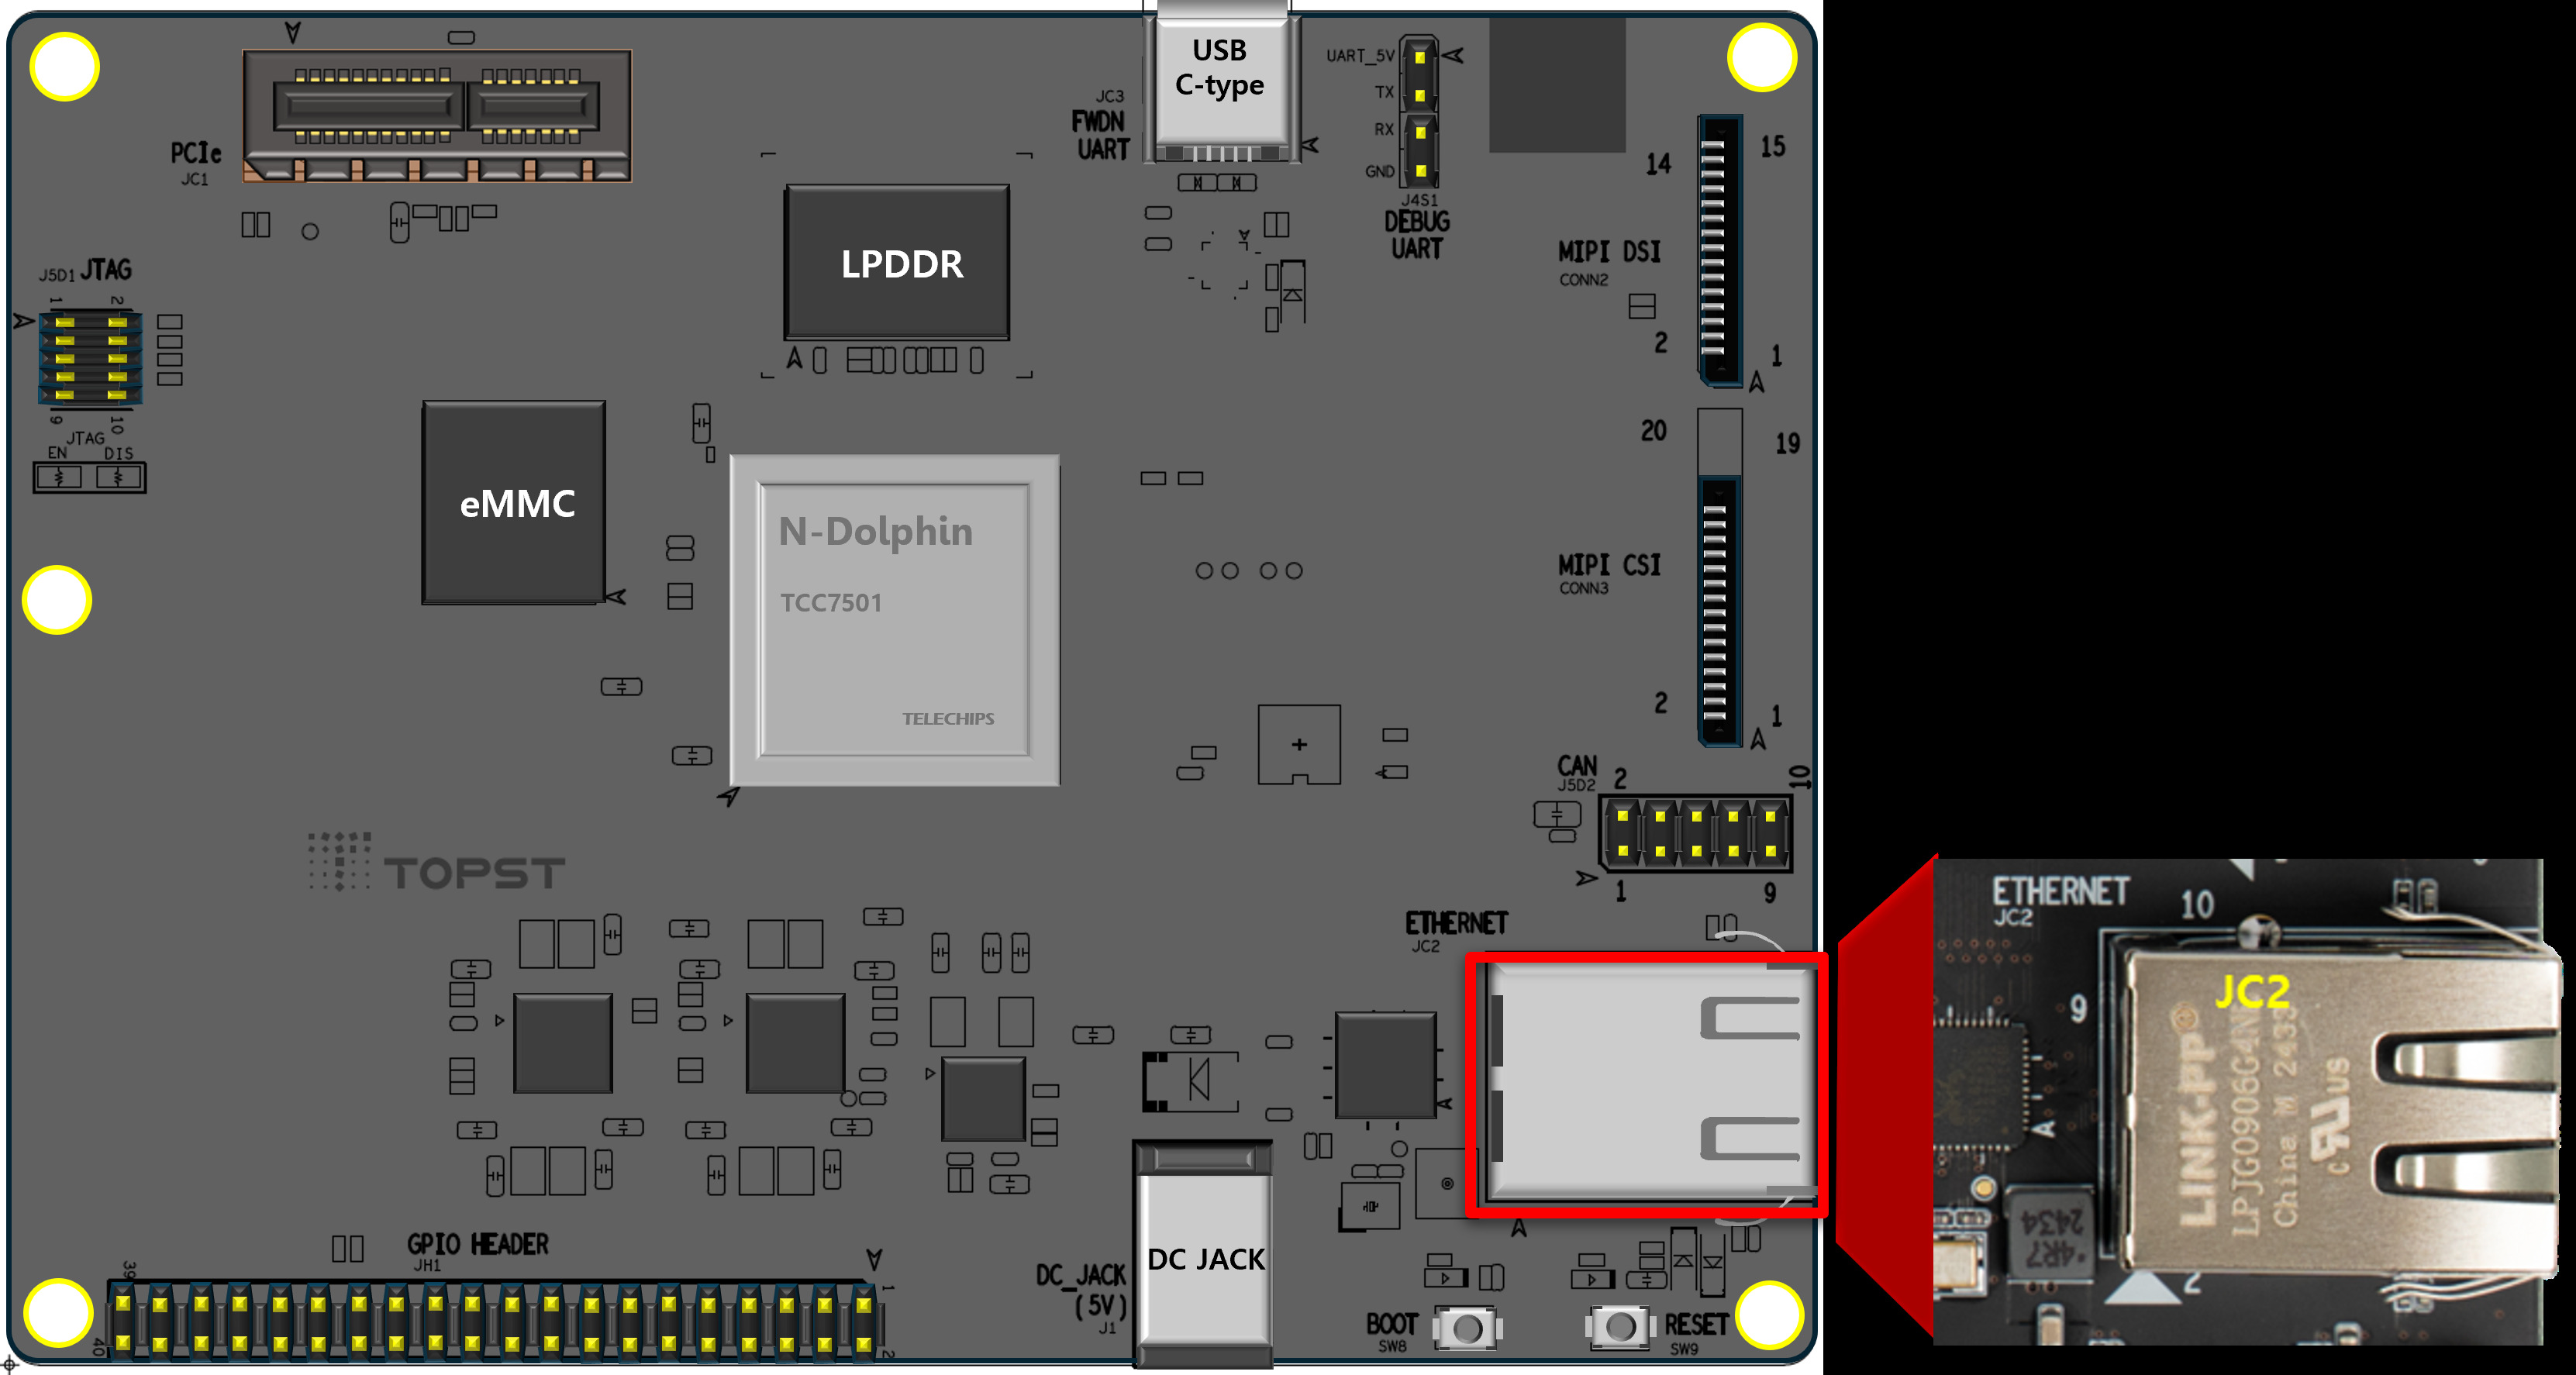 USB
C-type
JC3
FWDN
UART
UART_5V
TX
RX
GND
J4S1
DEBUG
UART
PCIe
JC1
14
15
MIPI DSI
CONN2
2
1
LPDDR
J5D1 JTAG
1
2
9
10
JTAG
EN
DIS
eMMC
N-Dolphin
TCC7501
TELECHIPS
20
19
MIPI CSI
CONN3
2
1
CAN
J5D2
2
10
1
9
TOPST
ETHERNET
JC2
GPIO HEADER
JH1
39
1
40
2
DC_JACK
(5V)
J1
DC JACK
BOOT
SW8
RESET
SW9
ETHERNET
JC2
10
9
JC2
LINK-PP
LPJG0906G4N
China M 243
c us
A
2434
4R7
2